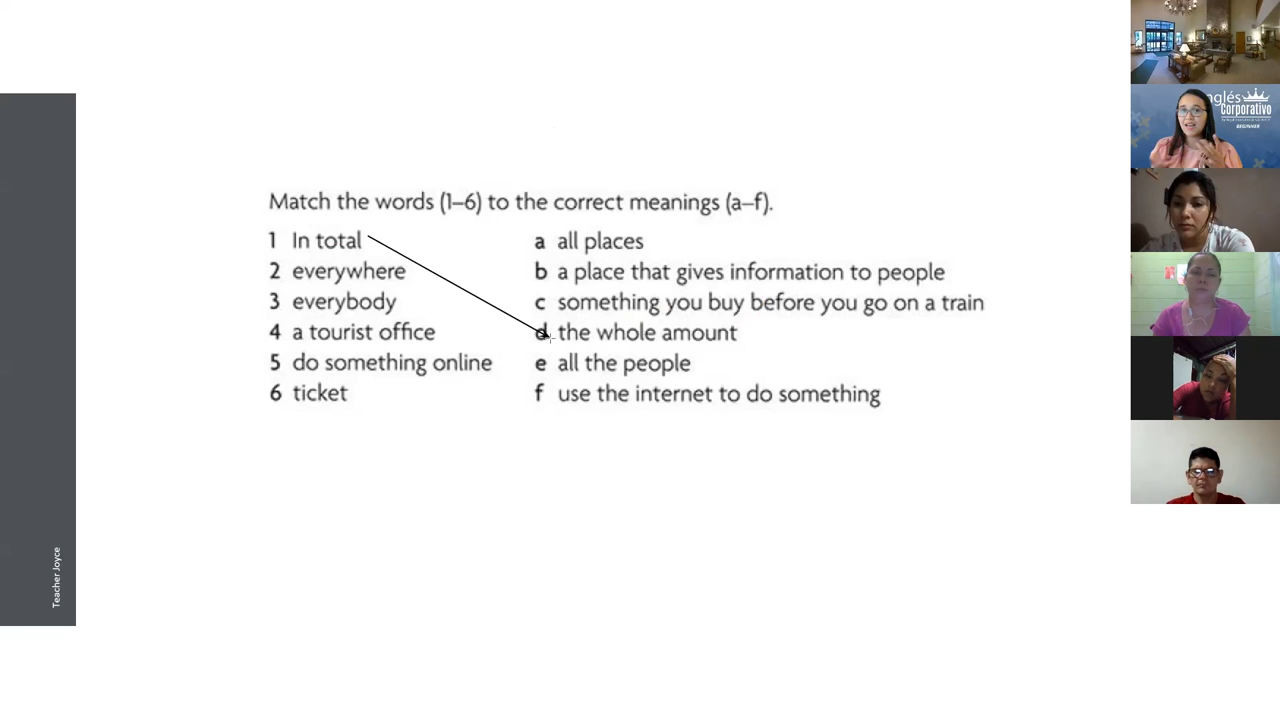 Match the words (1–6) to the correct meanings (a–f).
1 In total
2 everywhere
3 everybody
4 a tourist office
5 do something online
6 ticket
a all places
b a place that gives information to people
c something you buy before you go on a train
d the whole amount
e all the people
f use the internet to do something
Teacher Joyce
nglés
Corporativo
BEGINNER